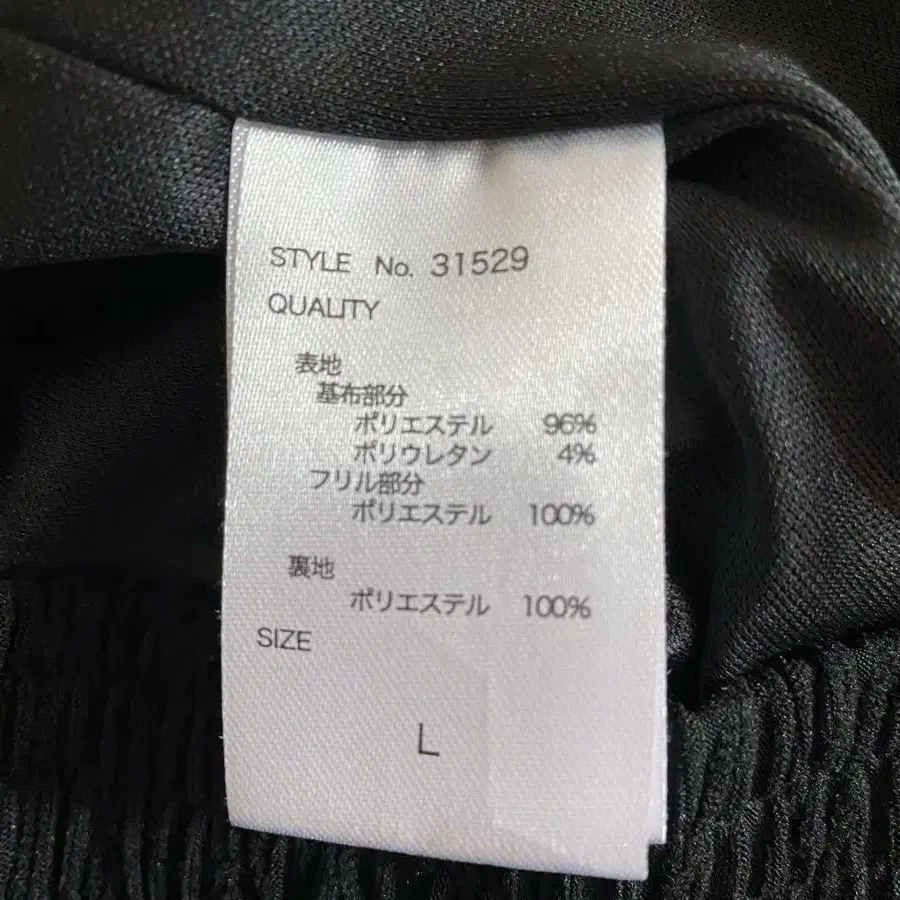 STYLE No. 31529
QUALITY
表地
基布部分
ポリエステル 96%
ポリウレタン 4%
フリル部分
ポリエステル 100%
裏地
ポリエステル 100%
SIZE
L